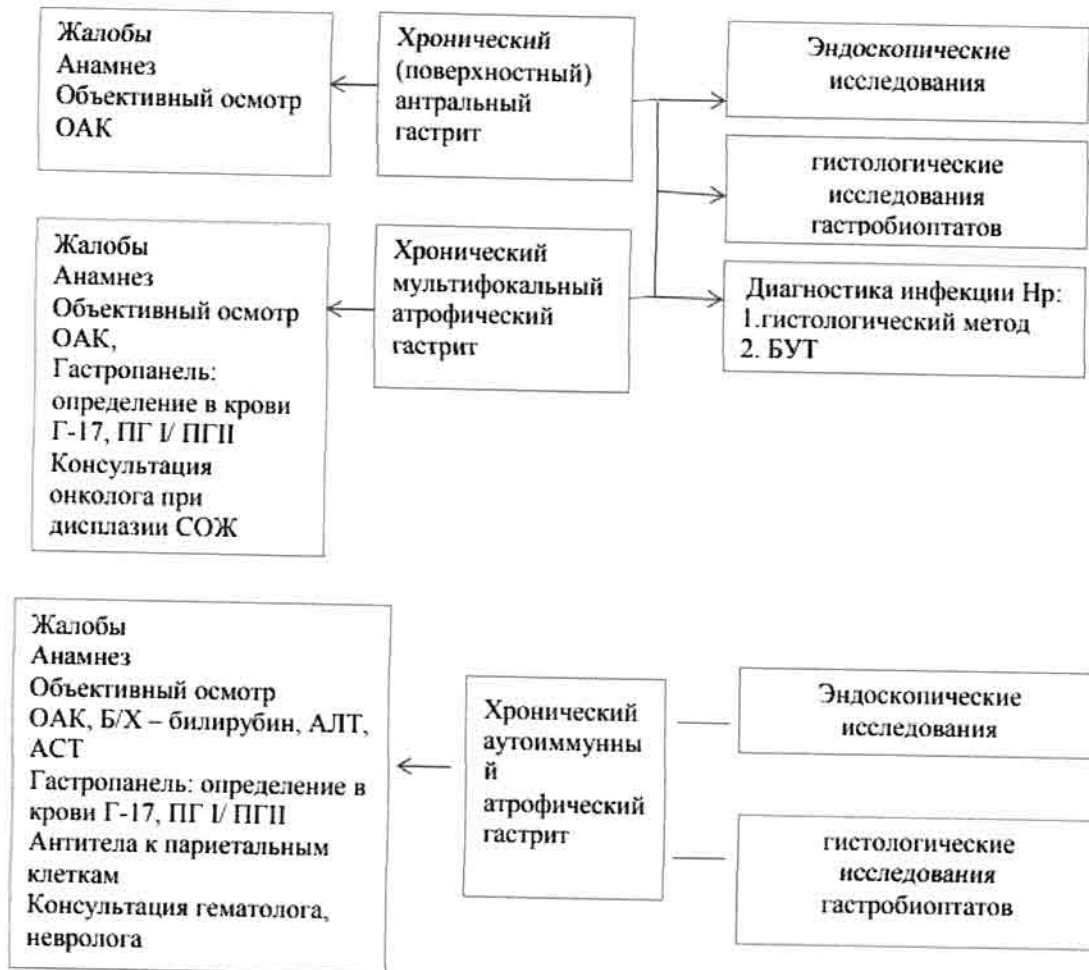 Жалобы
Анамнез
Объективный осмотр
ОАК
Хронический
(поверхностный)
антральный
гастрит
Эндоскопические
исследования
гистологические
исследования
гастробиоптатов
Диагностика инфекции Нр:
1.гистологический метод
2. БУТ
Жалобы
Анамнез
Объективный осмотр
ОАК,
Гастропанель:
определение в крови
Г-17, ПГ I/ ПГII
Консультация
онколога при
дисплазии СОЖ
Хронический
мультифокальный
атрофический
гастрит
Жалобы
Анамнез
Объективный осмотр
ОАК, Б/Х – билирубин, АЛТ,
АСТ
Гастропанель: определение в
крови Г-17, ПГ I/ ПГII
Антитела к париетальным
клеткам
Консультация гематолога,
невролога
Хронический
аутоиммунны
й
атрофический
гастрит
Эндоскопические
исследования
гистологические
исследования
гастробиоптатов